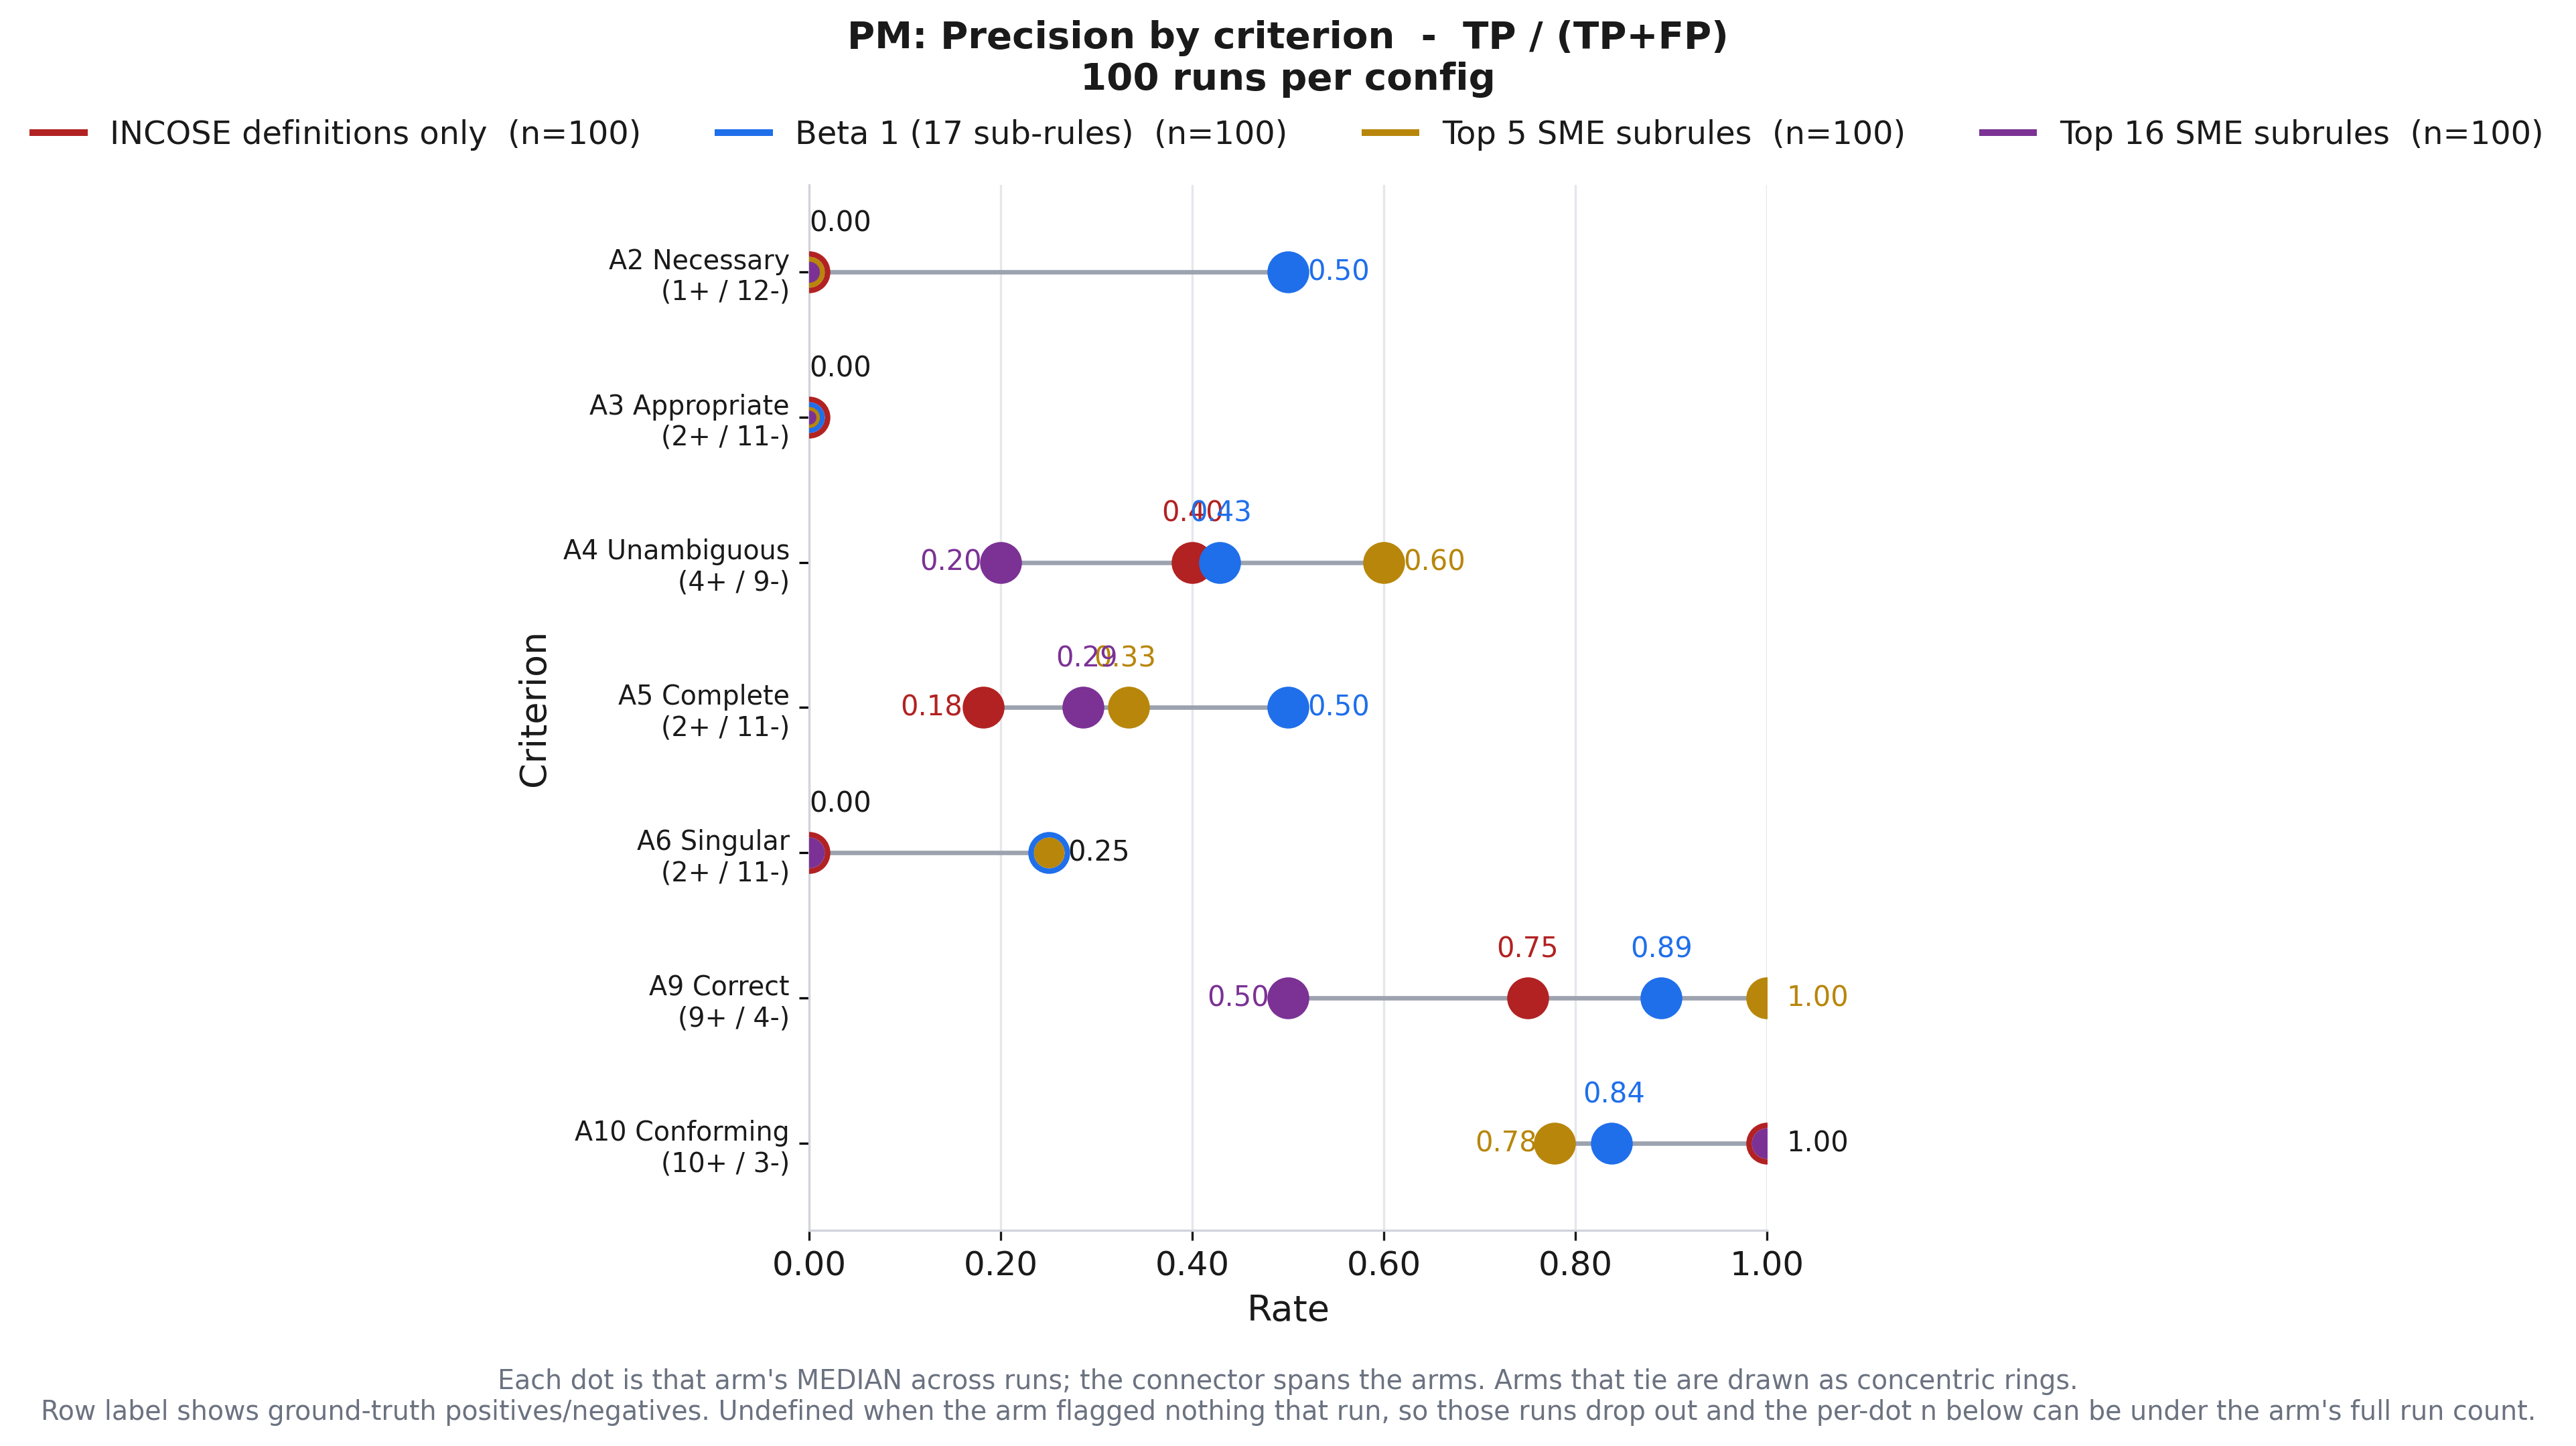 PM: Precision by criterion  -  TP / (TP+FP)
100 runs per config
INCOSE definitions only  (n=100)
Beta 1 (17 sub-rules)  (n=100)
Top 5 SME subrules  (n=100)
Top 16 SME subrules  (n=100)
0.00
A2 Necessary
(1+ / 12-)
0.50
0.00
A3 Appropriate
(2+ / 11-)
0.40
0.43
A4 Unambiguous
(4+ / 9-)
0.20
0.60
0.29
0.33
A5 Complete
(2+ / 11-)
0.18
0.50
Criterion
0.00
A6 Singular
(2+ / 11-)
0.25
0.75
0.89
A9 Correct
(9+ / 4-)
0.50
1.00
0.84
A10 Conforming
(10+ / 3-)
0.78
1.00
0.00
0.20
0.40
0.60
0.80
1.00
Rate
Each dot is that arm's MEDIAN across runs; the connector spans the arms. Arms that tie are drawn as concentric rings.
Row label shows ground-truth positives/negatives. Undefined when the arm flagged nothing that run, so those runs drop out and the per-dot n below can be under the arm's full run count.